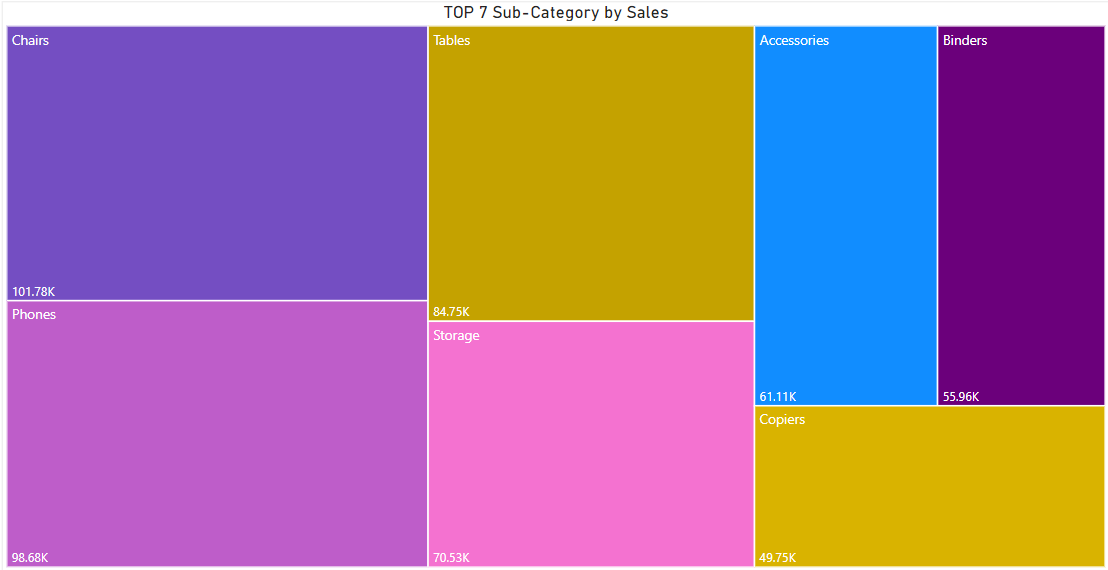 TOP 7 Sub-Category by Sales
Chairs
101.78K
Phones
98.68K
Tables
84.75K
Storage
70.53K
Accessories
61.11K
Binders
55.96K
Copiers
49.75K